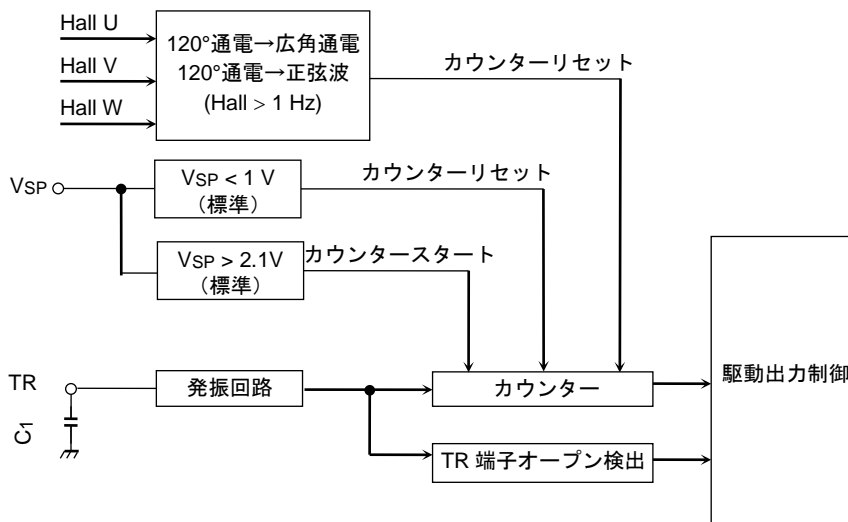 Hall U
Hall V
Hall W
120°通電→広角通電
120°通電→正弦波
(Hall > 1 Hz)
カウンターリセット
VSP
VSP < 1 V
(標準)
カウンターリセット
VSP > 2.1V
(標準)
カウンタースタート
TR
C1
発振回路
カウンター
TR 端子オープン検出
駆動出力制御